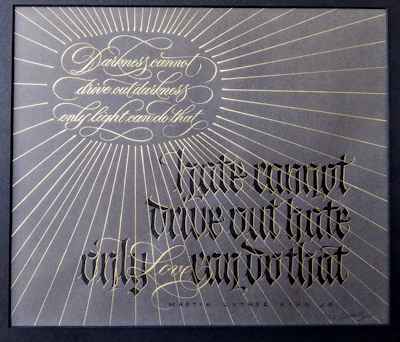 Darkness cannot
drive out darkness
only light can do that
hate cannot
drive out hate
only Love can do that
MARTIN LUTHER KING JR.